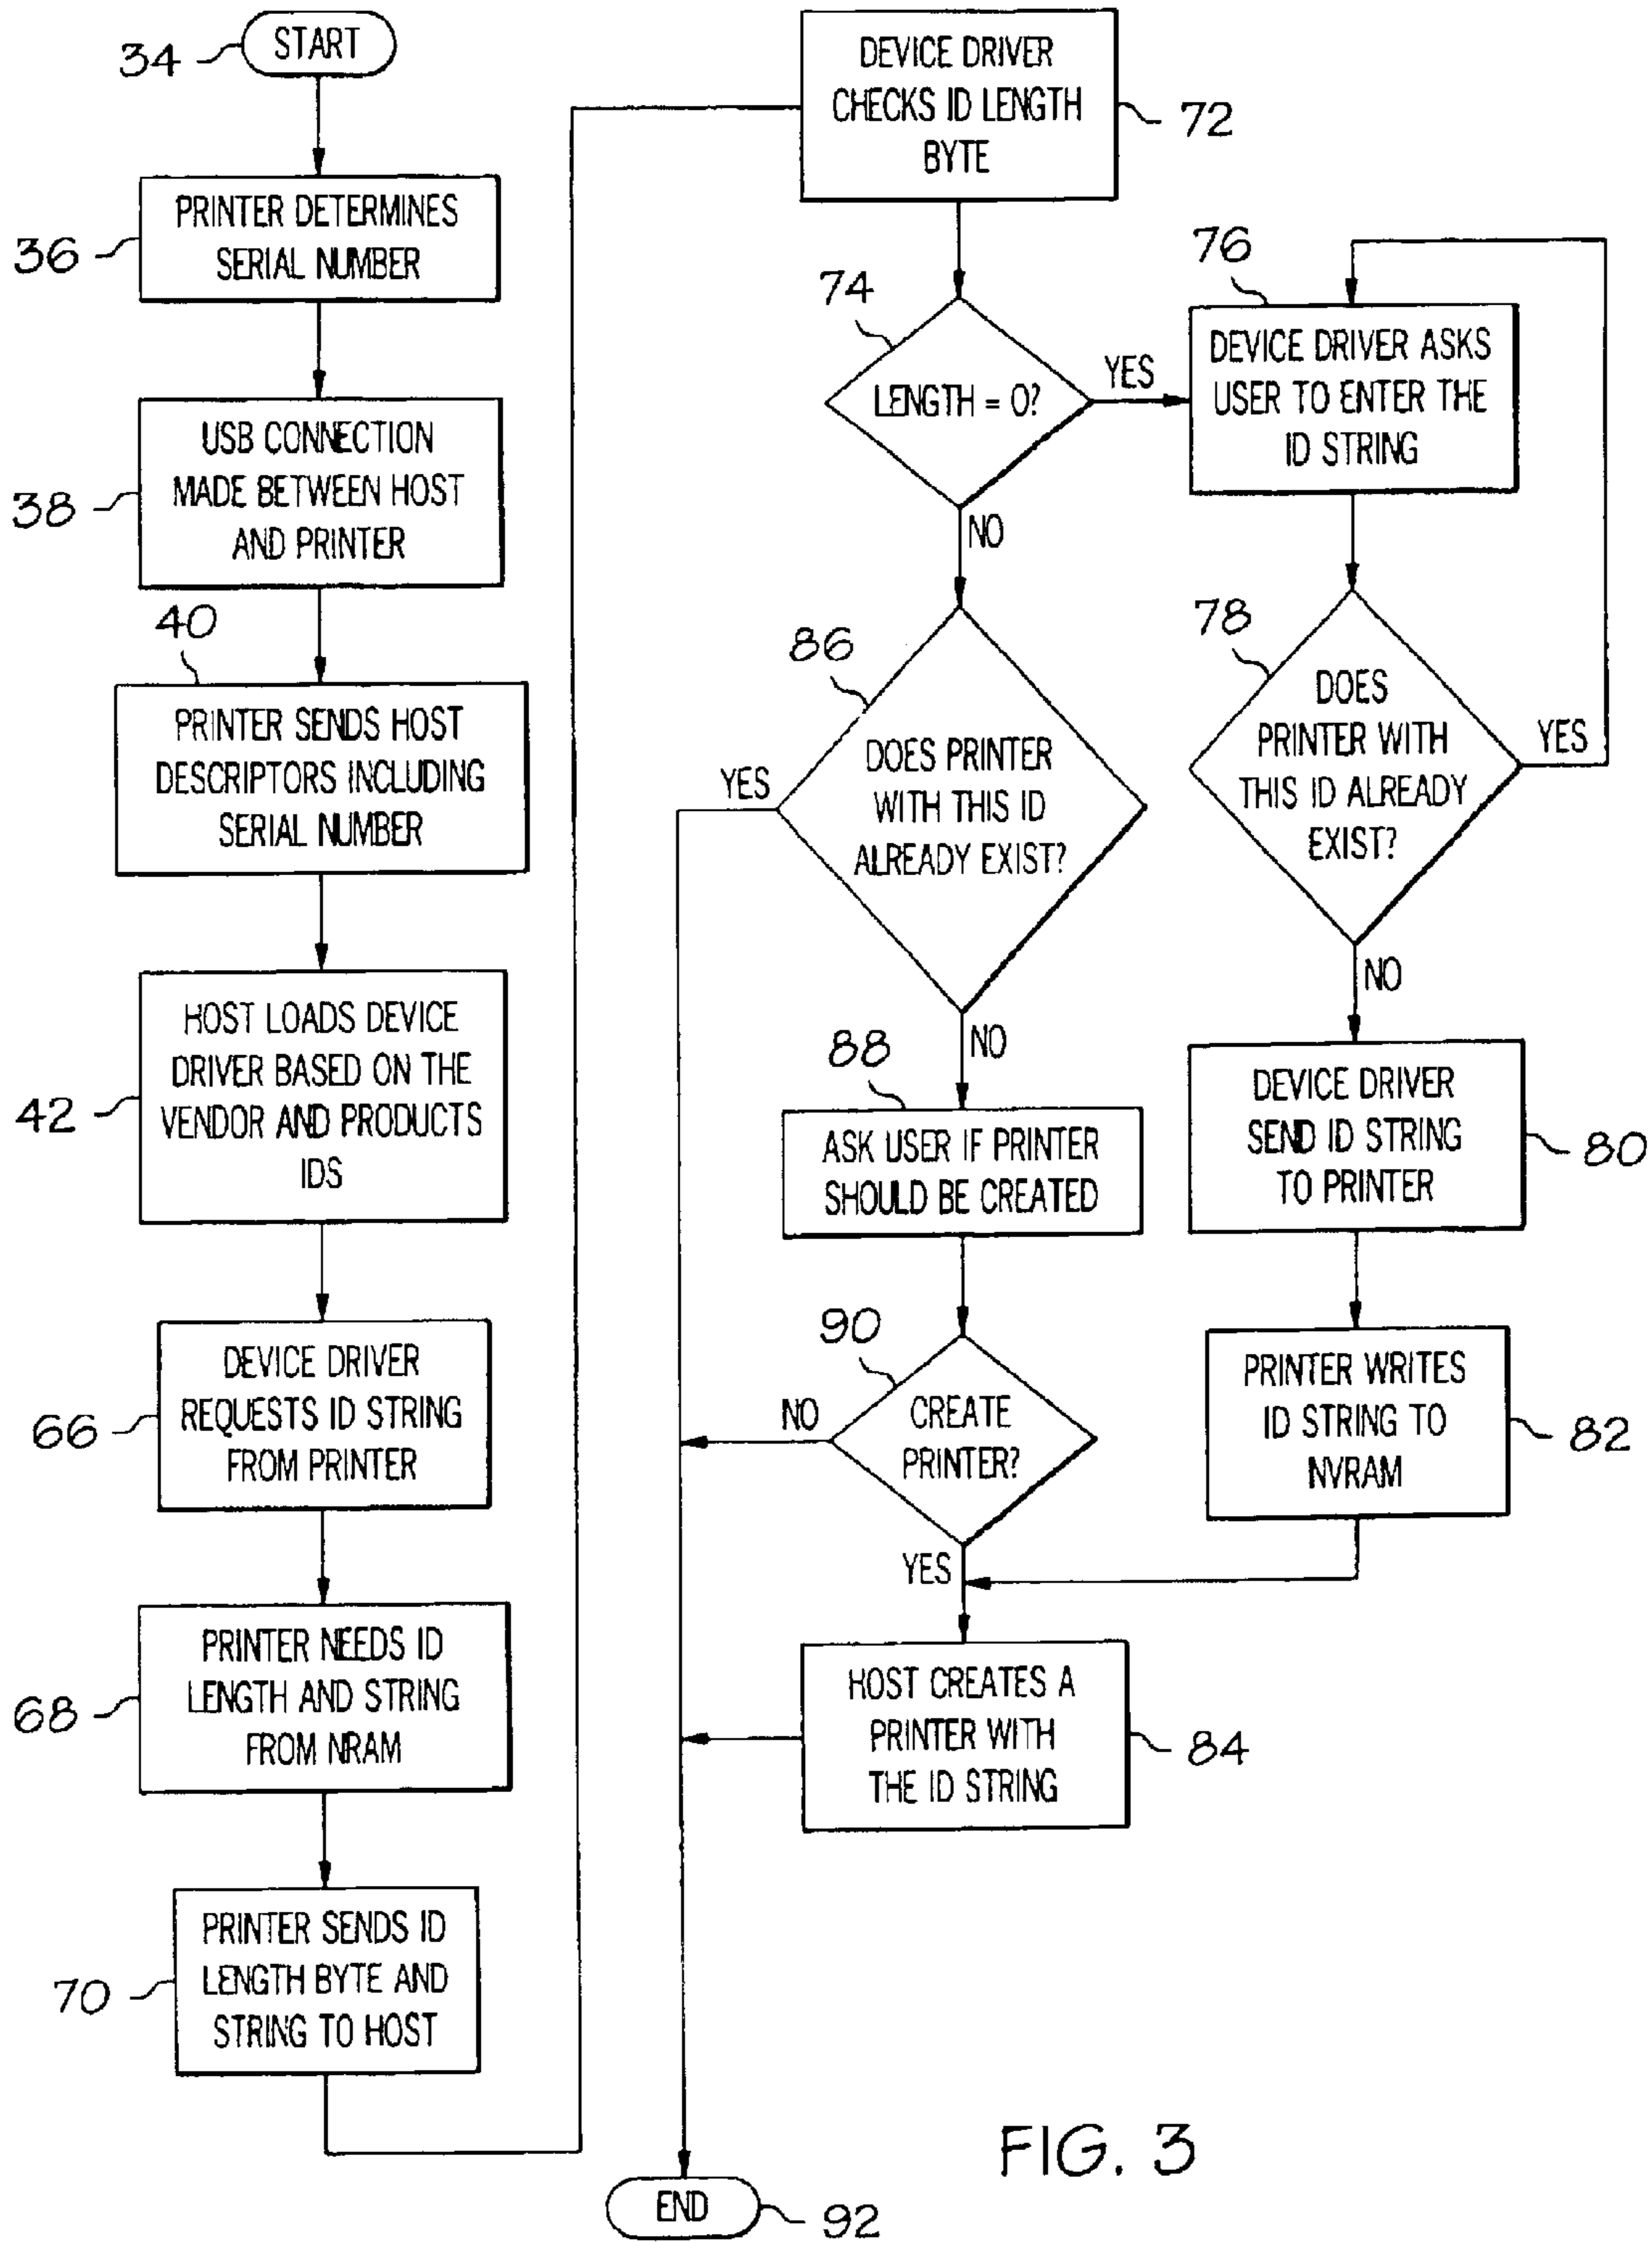 34
START
36
PRINTER DETERMINES
SERIAL NUMBER
38
USB CONNECTION
MADE BETWEEN HOST
AND PRINTER
40
PRINTER SENDS HOST
DESCRIPTORS INCLUDING
SERIAL NUMBER
42
HOST LOADS DEVICE
DRIVER BASED ON THE
VENDOR AND PRODUCTS
IDS
66
DEVICE DRIVER
REQUESTS ID STRING
FROM PRINTER
68
PRINTER NEEDS ID
LENGTH AND STRING
FROM NRAM
70
PRINTER SENDS ID
LENGTH BYTE AND
STRING TO HOST
72
DEVICE DRIVER
CHECKS ID LENGTH
BYTE
74
LENGTH = 0?
YES
NO
76
DEVICE DRIVER ASKS
USER TO ENTER THE
ID STRING
78
DOES
PRINTER WITH
THIS ID ALREADY
EXIST?
YES
NO
80
DEVICE DRIVER
SEND ID STRING
TO PRINTER
82
PRINTER WRITES
ID STRING TO
NVRAM
86
DOES PRINTER
WITH THIS ID
ALREADY EXIST?
YES
NO
88
ASK USER IF PRINTER
SHOULD BE CREATED
90
CREATE
PRINTER?
NO
YES
84
HOST CREATES A
PRINTER WITH
THE ID STRING
END
92
FIG. 3